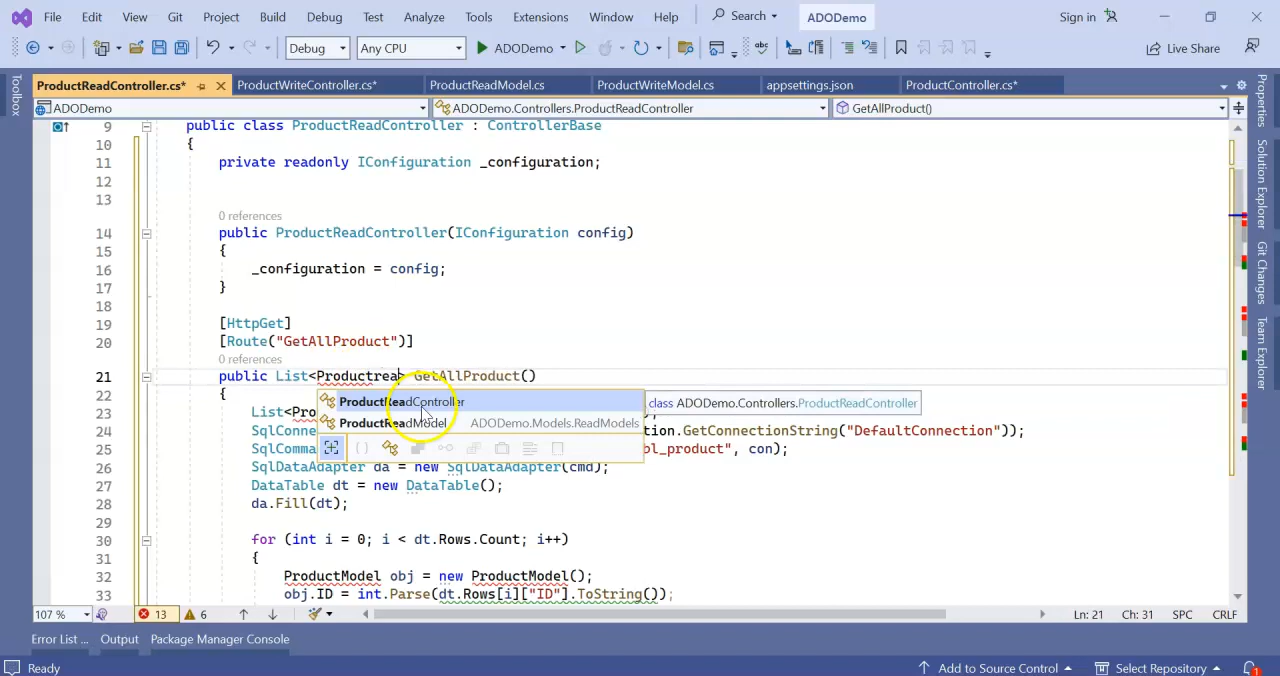 File Edit View Git Project Build Debug Test Analyze Tools Extensions Window Help Search ADODemo Sign in
Debug Any CPU ADODemo Live Share
ProductReadController.cs* ProductWriteController.cs* ProductReadModel.cs ProductWriteModel.cs appsettings.json ProductController.cs*
ADODemo ADODemo.Controllers.ProductReadController GetAllProduct()
Toolbox
Properties
Solution Explorer
Git Changes
Team Explorer
9 public class ProductReadController : ControllerBase
10 {
11 private readonly IConfiguration _configuration;
12
13
0 references
14 public ProductReadController(IConfiguration config)
15 {
16 _configuration = config;
17 }
18
19 [HttpGet]
20 [Route("GetAllProduct")]
0 references
21 public List<Productrea> GetAllProduct()
22 {
ProductReadController class ADODemo.Controllers.ProductReadController
23 List<Pro
ProductReadModel ADODemo.Models.ReadModels
24 SqlConne tion.GetConnectionString("DefaultConnection"));
25 SqlComma bl_product", con);
26 SqlDataAdapter da = new SqlDataAdapter(cmd);
27 DataTable dt = new DataTable();
28 da.Fill(dt);
29
30 for (int i = 0; i < dt.Rows.Count; i++)
31 {
32 ProductModel obj = new ProductModel();
33 obj.ID = int.Parse(dt.Rows[i]["ID"].ToString());
107 % 13 6 Ln: 21 Ch: 31 SPC CRLF
Error List ... Output Package Manager Console
Ready Add to Source Control Select Repository 1